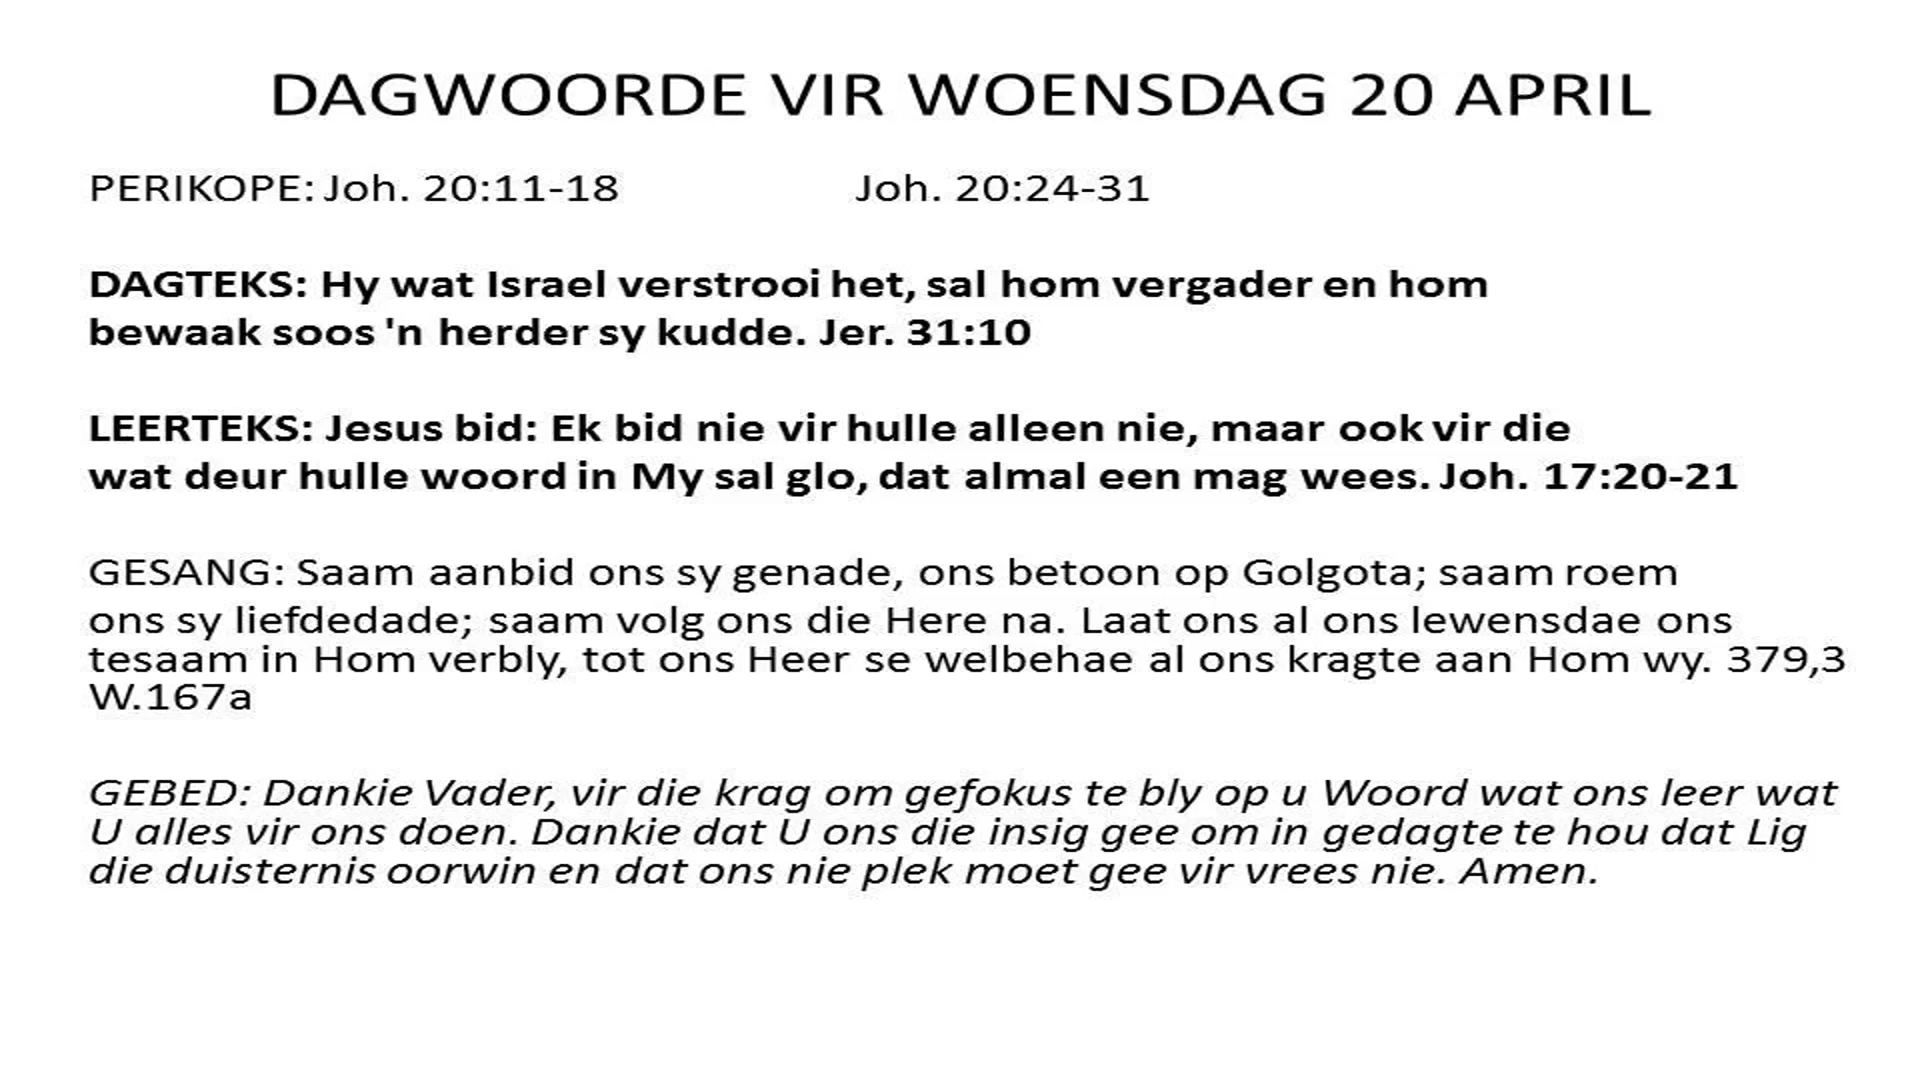 DAGWOORDE VIR WOENSDAG 20 APRIL
PERIKOPE: Joh. 20:11-18 Joh. 20:24-31
DAGTEKS: Hy wat Israel verstrooi het, sal hom vergader en hom
bewaak soos 'n herder sy kudde. Jer. 31:10
LEERTEKS: Jesus bid: Ek bid nie vir hulle alleen nie, maar ook vir die
wat deur hulle woord in My sal glo, dat almal een mag wees. Joh. 17:20-21
GESANG: Saam aanbid ons sy genade, ons betoon op Golgota; saam roem
ons sy liefdedade; saam volg ons die Here na. Laat ons al ons lewensdae ons
tesaam in Hom verbly, tot ons Heer se welbehae al ons kragte aan Hom wy. 379,3
W.167a
GEBED: Dankie Vader, vir die krag om gefokus te bly op u Woord wat ons leer wat
U alles vir ons doen. Dankie dat U ons die insig gee om in gedagte te hou dat Lig
die duisternis oorwin en dat ons nie plek moet gee vir vrees nie. Amen.